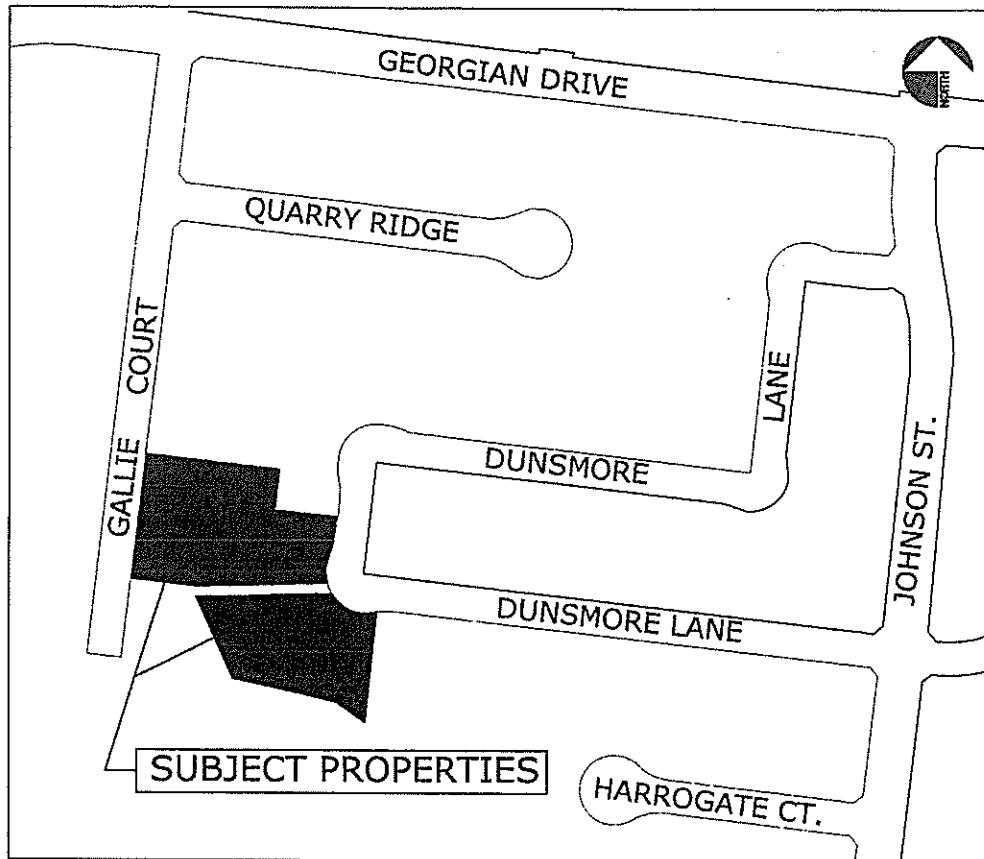 GEORGIAN DRIVE
NORTH
QUARRY RIDGE
GALLIE COURT
LANE
DUNSMORE
JOHNSON ST.
DUNSMORE LANE
SUBJECT PROPERTIES
HARROGATE CT.